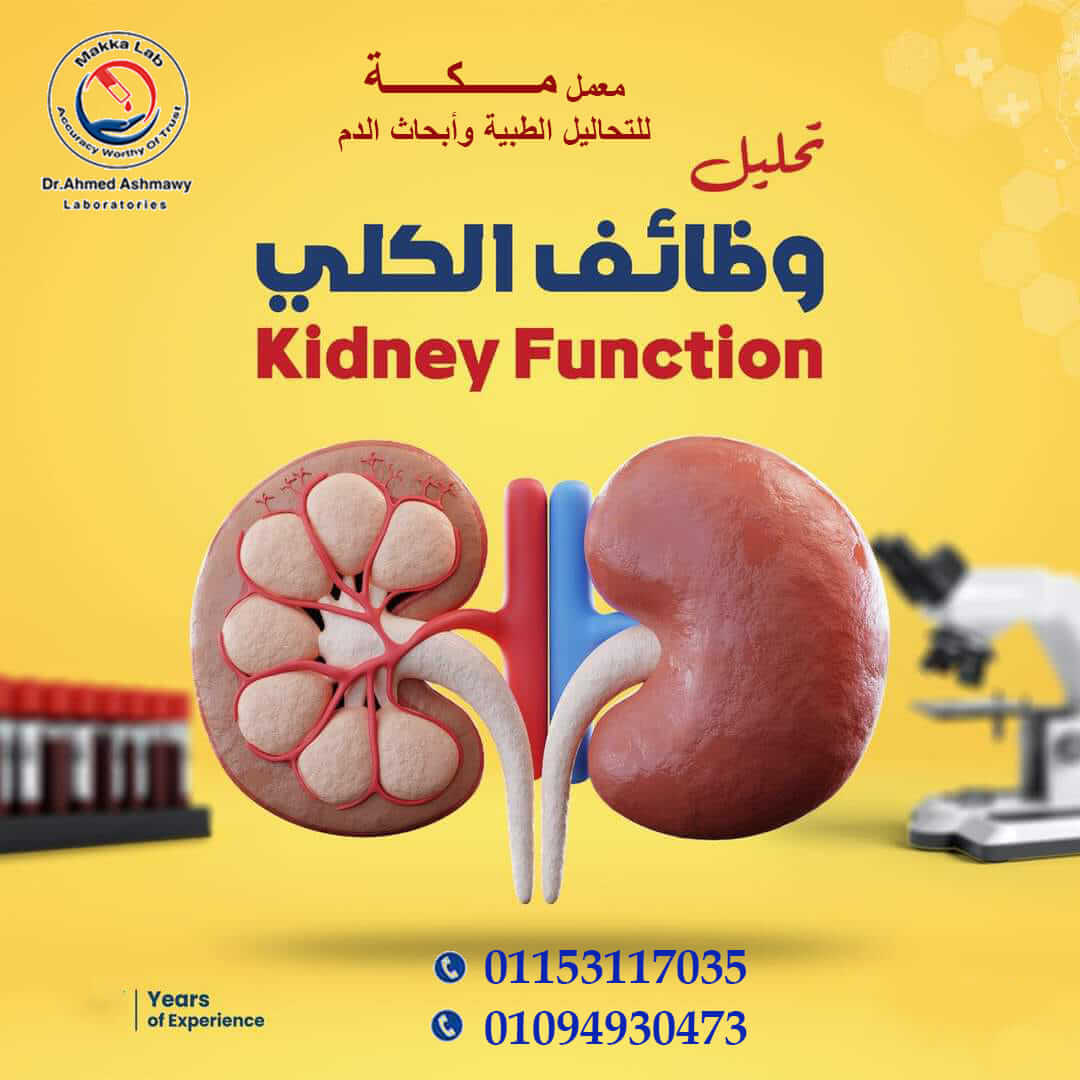 Makka Lab
Accuracy Worthy Of Trust
Dr.Ahmed Ashmawy
Laboratories
معمل مـــــكـــــة
للتحاليل الطبية وأبحاث الدم
تحليل
وظائف الكلي
Kidney Function
01153117035
01094930473
Years
of Experience